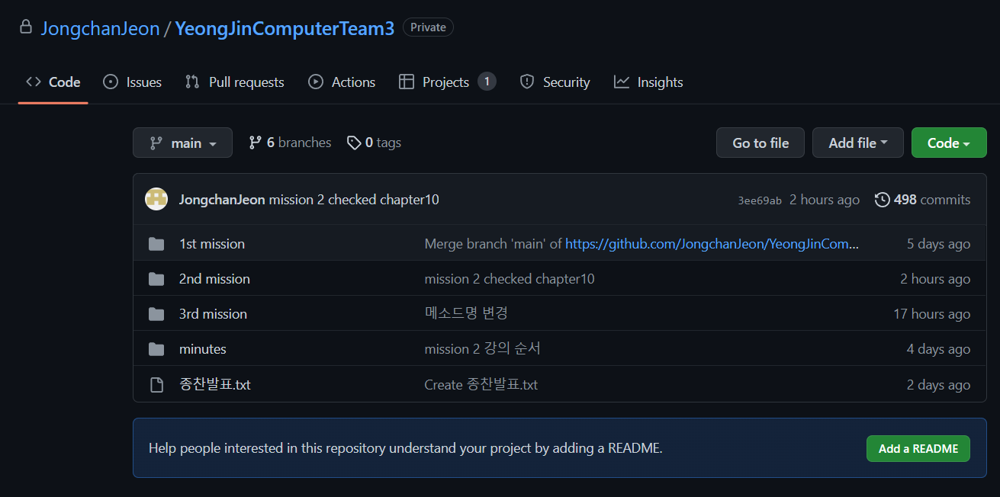 JongchanJeon / YeongJinComputerTeam3 Private
Code Issues Pull requests Actions Projects 1 Security Insights
main 6 branches 0 tags Go to file Add file Code
JongchanJeon mission 2 checked chapter10 3ee69ab 2 hours ago 498 commits
1st mission Merge branch 'main' of https://github.com/JongchanJeon/YeongJinCom... 5 days ago
2nd mission mission 2 checked chapter10 2 hours ago
3rd mission 메소드명 변경 17 hours ago
minutes mission 2 강의 순서 4 days ago
종찬발표.txt Create 종찬발표.txt 2 days ago
Help people interested in this repository understand your project by adding a README. Add a README